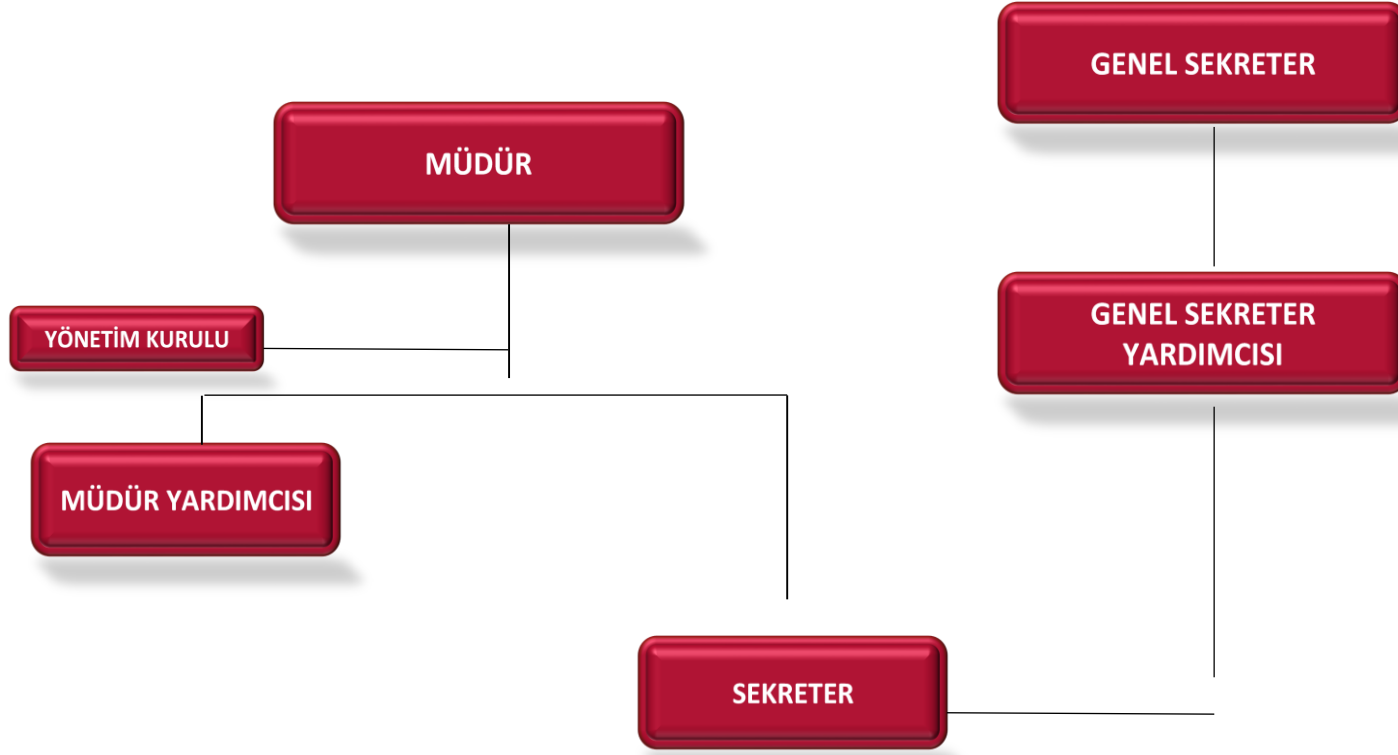 GENEL SEKRETER
MÜDÜR
GENEL SEKRETER
YARDIMCISI
YÖNETİM KURULU
MÜDÜR YARDIMCISI
SEKRETER